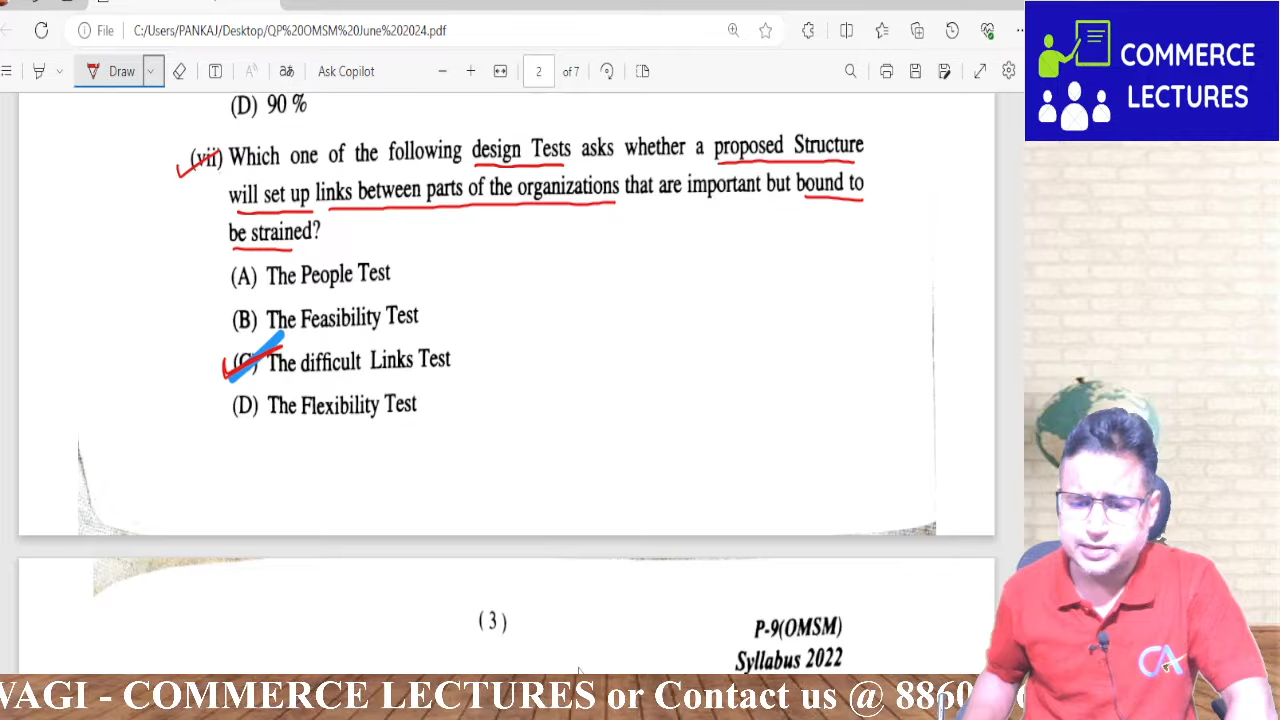 File C:/Users/PANKAJ/Desktop/QP%20OMSM%20June%202024.pdf
Draw
Ask Copilot
2 of 7
COMMERCE
LECTURES
(D) 90 %
(vii) Which one of the following design Tests asks whether a proposed Structure
will set up links between parts of the organizations that are important but bound to
be strained?
(A) The People Test
(B) The Feasibility Test
(C) The difficult Links Test
(D) The Flexibility Test
(3)
P-9(OMSM)
Syllabus 2022
CA
WAGI - COMMERCE LECTURES or Contact us @ 8860